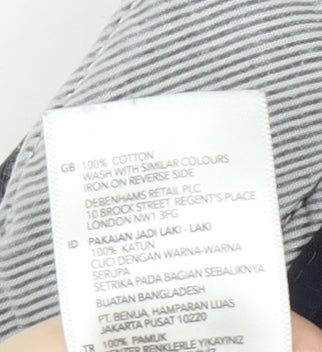 GB 100% COTTON
WASH WITH SIMILAR COLOURS
IRON ON REVERSE SIDE
DEBENHAMS RETAIL PLC
10 BROCK STREET, REGENT'S PLACE
LONDON NW1 3FG
ID PAKAIAN JADI LAKI - LAKI
100% KATUN
CUCI DENGAN WARNA-WARNA
SERUPA
SETRIKA PADA BAGIAN SEBALIKNYA
BUATAN BANGLADESH
PT. BENUA, HAMPARAN LUAS
JAKARTA PUSAT 10220
TR 100% PAMUK
RENKLERLE YIKAYINIZ